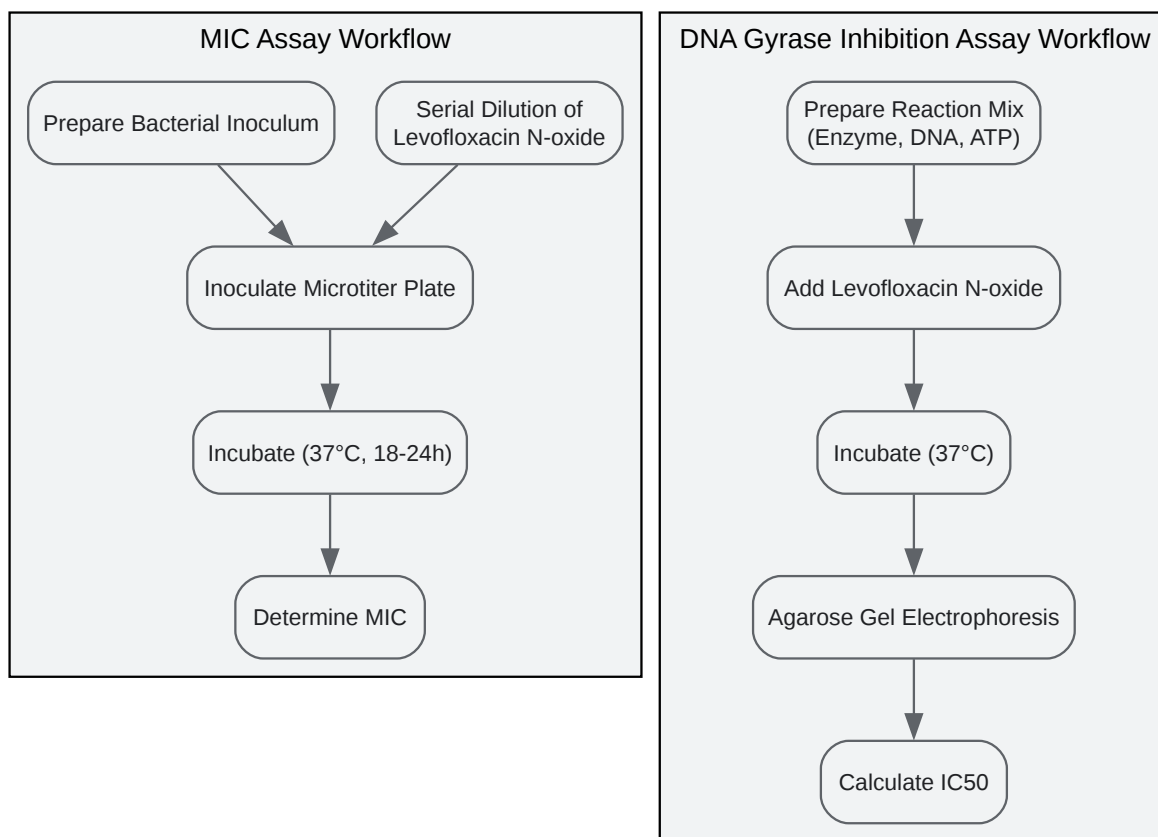 MIC Assay Workflow
Prepare Bacterial Inoculum
Serial Dilution of
Levofloxacin N-oxide
Inoculate Microtiter Plate
Incubate (37°C, 18-24h)
Determine MIC
DNA Gyrase Inhibition Assay Workflow
Prepare Reaction Mix
(Enzyme, DNA, ATP)
Add Levofloxacin N-oxide
Incubate (37°C)
Agarose Gel Electrophoresis
Calculate IC50